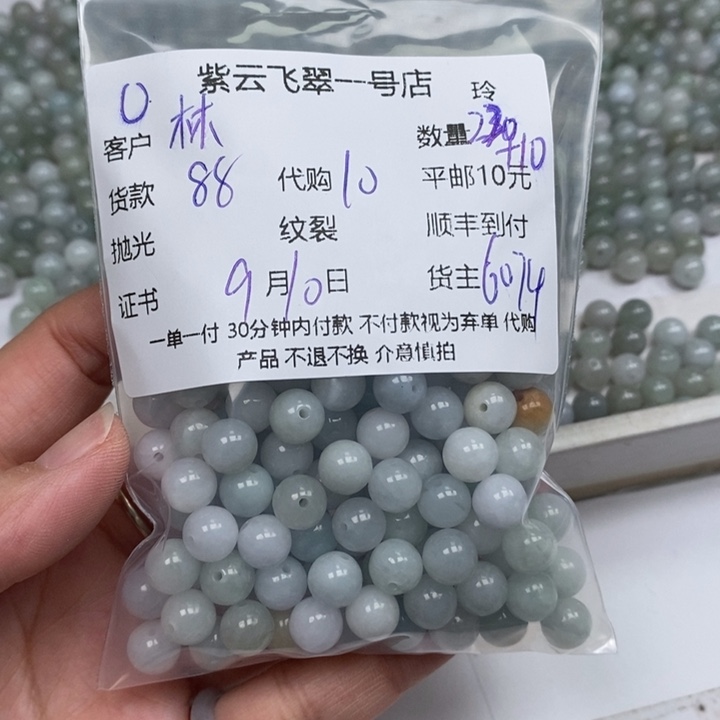 紫云飞翠一号店 玲
O
客户 林 数量 230+10
货款 88 代购 10 平邮10元
抛光 纹裂 顺丰到付
证书 9月10日 货主 6074
一单一付 30分钟内付款 不付款视为弃单 代购
产品 不退不换 介意慎拍